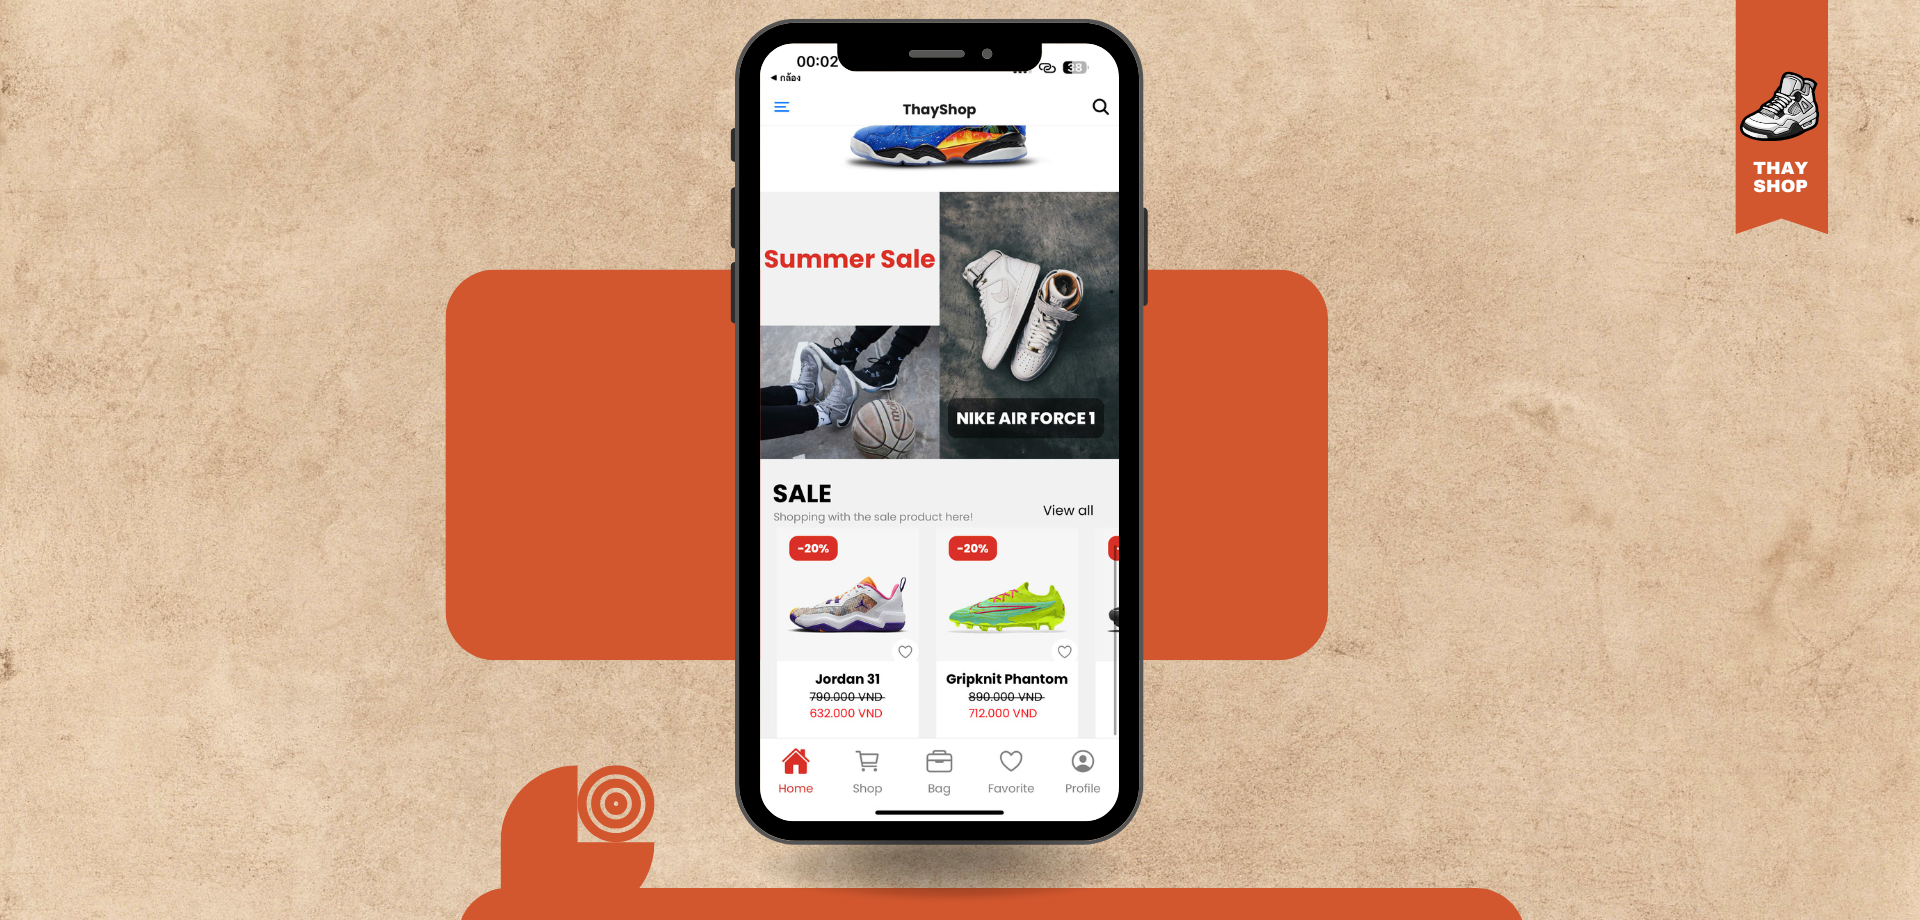 00:02
38
◀ กล้อง
ThayShop
THAY
SHOP
Summer Sale
NIKE AIR FORCE 1
SALE
Shopping with the sale product here!
View all
-20%
-20%
Jordan 31
790.000 VND
632.000 VND
Gripknit Phantom
890.000 VND
712.000 VND
Home
Shop
Bag
Favorite
Profile